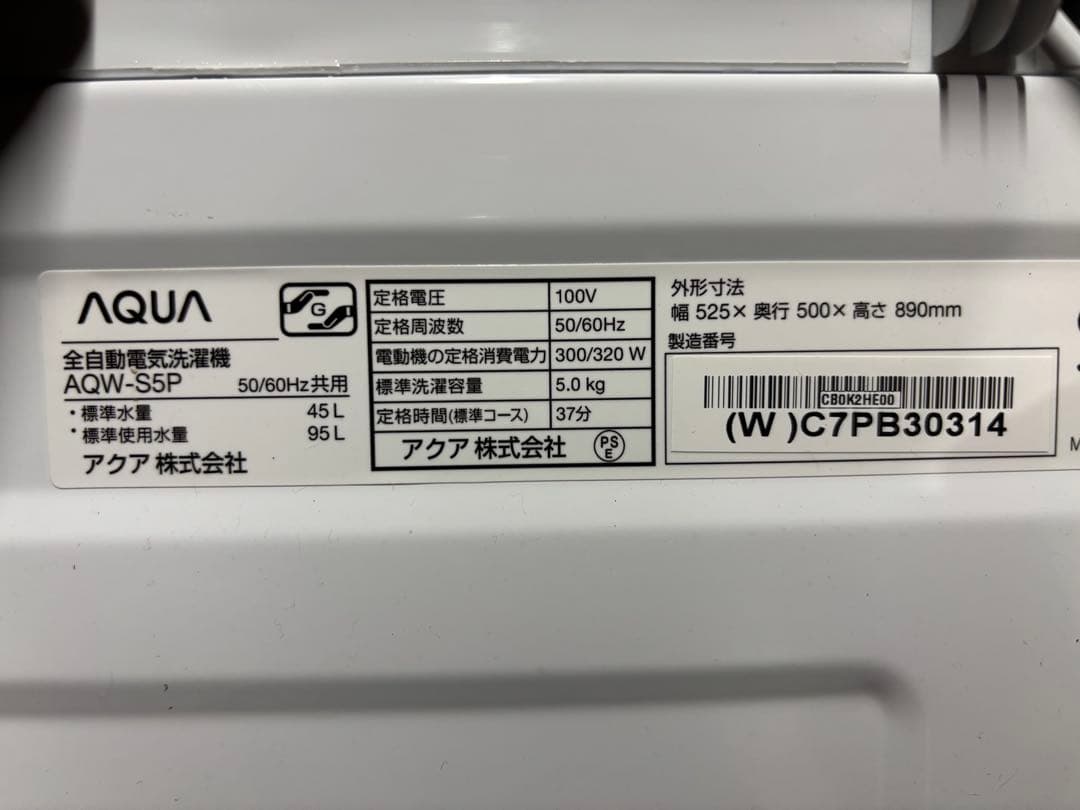 AQUA
G
全自動電気洗濯機
AQW-S5P 50/60Hz共用
・標準水量 45L
・標準使用水量 95L
アクア 株式会社
定格電圧 100V
定格周波数 50/60Hz
電動機の定格消費電力 300/320 W
標準洗濯容量 5.0 kg
定格時間(標準コース) 37分
アクア 株式会社 PSE
外形寸法
幅 525× 奥行 500× 高さ 890mm
製造番号
CB0K2HE00
(W )C7PB30314
M